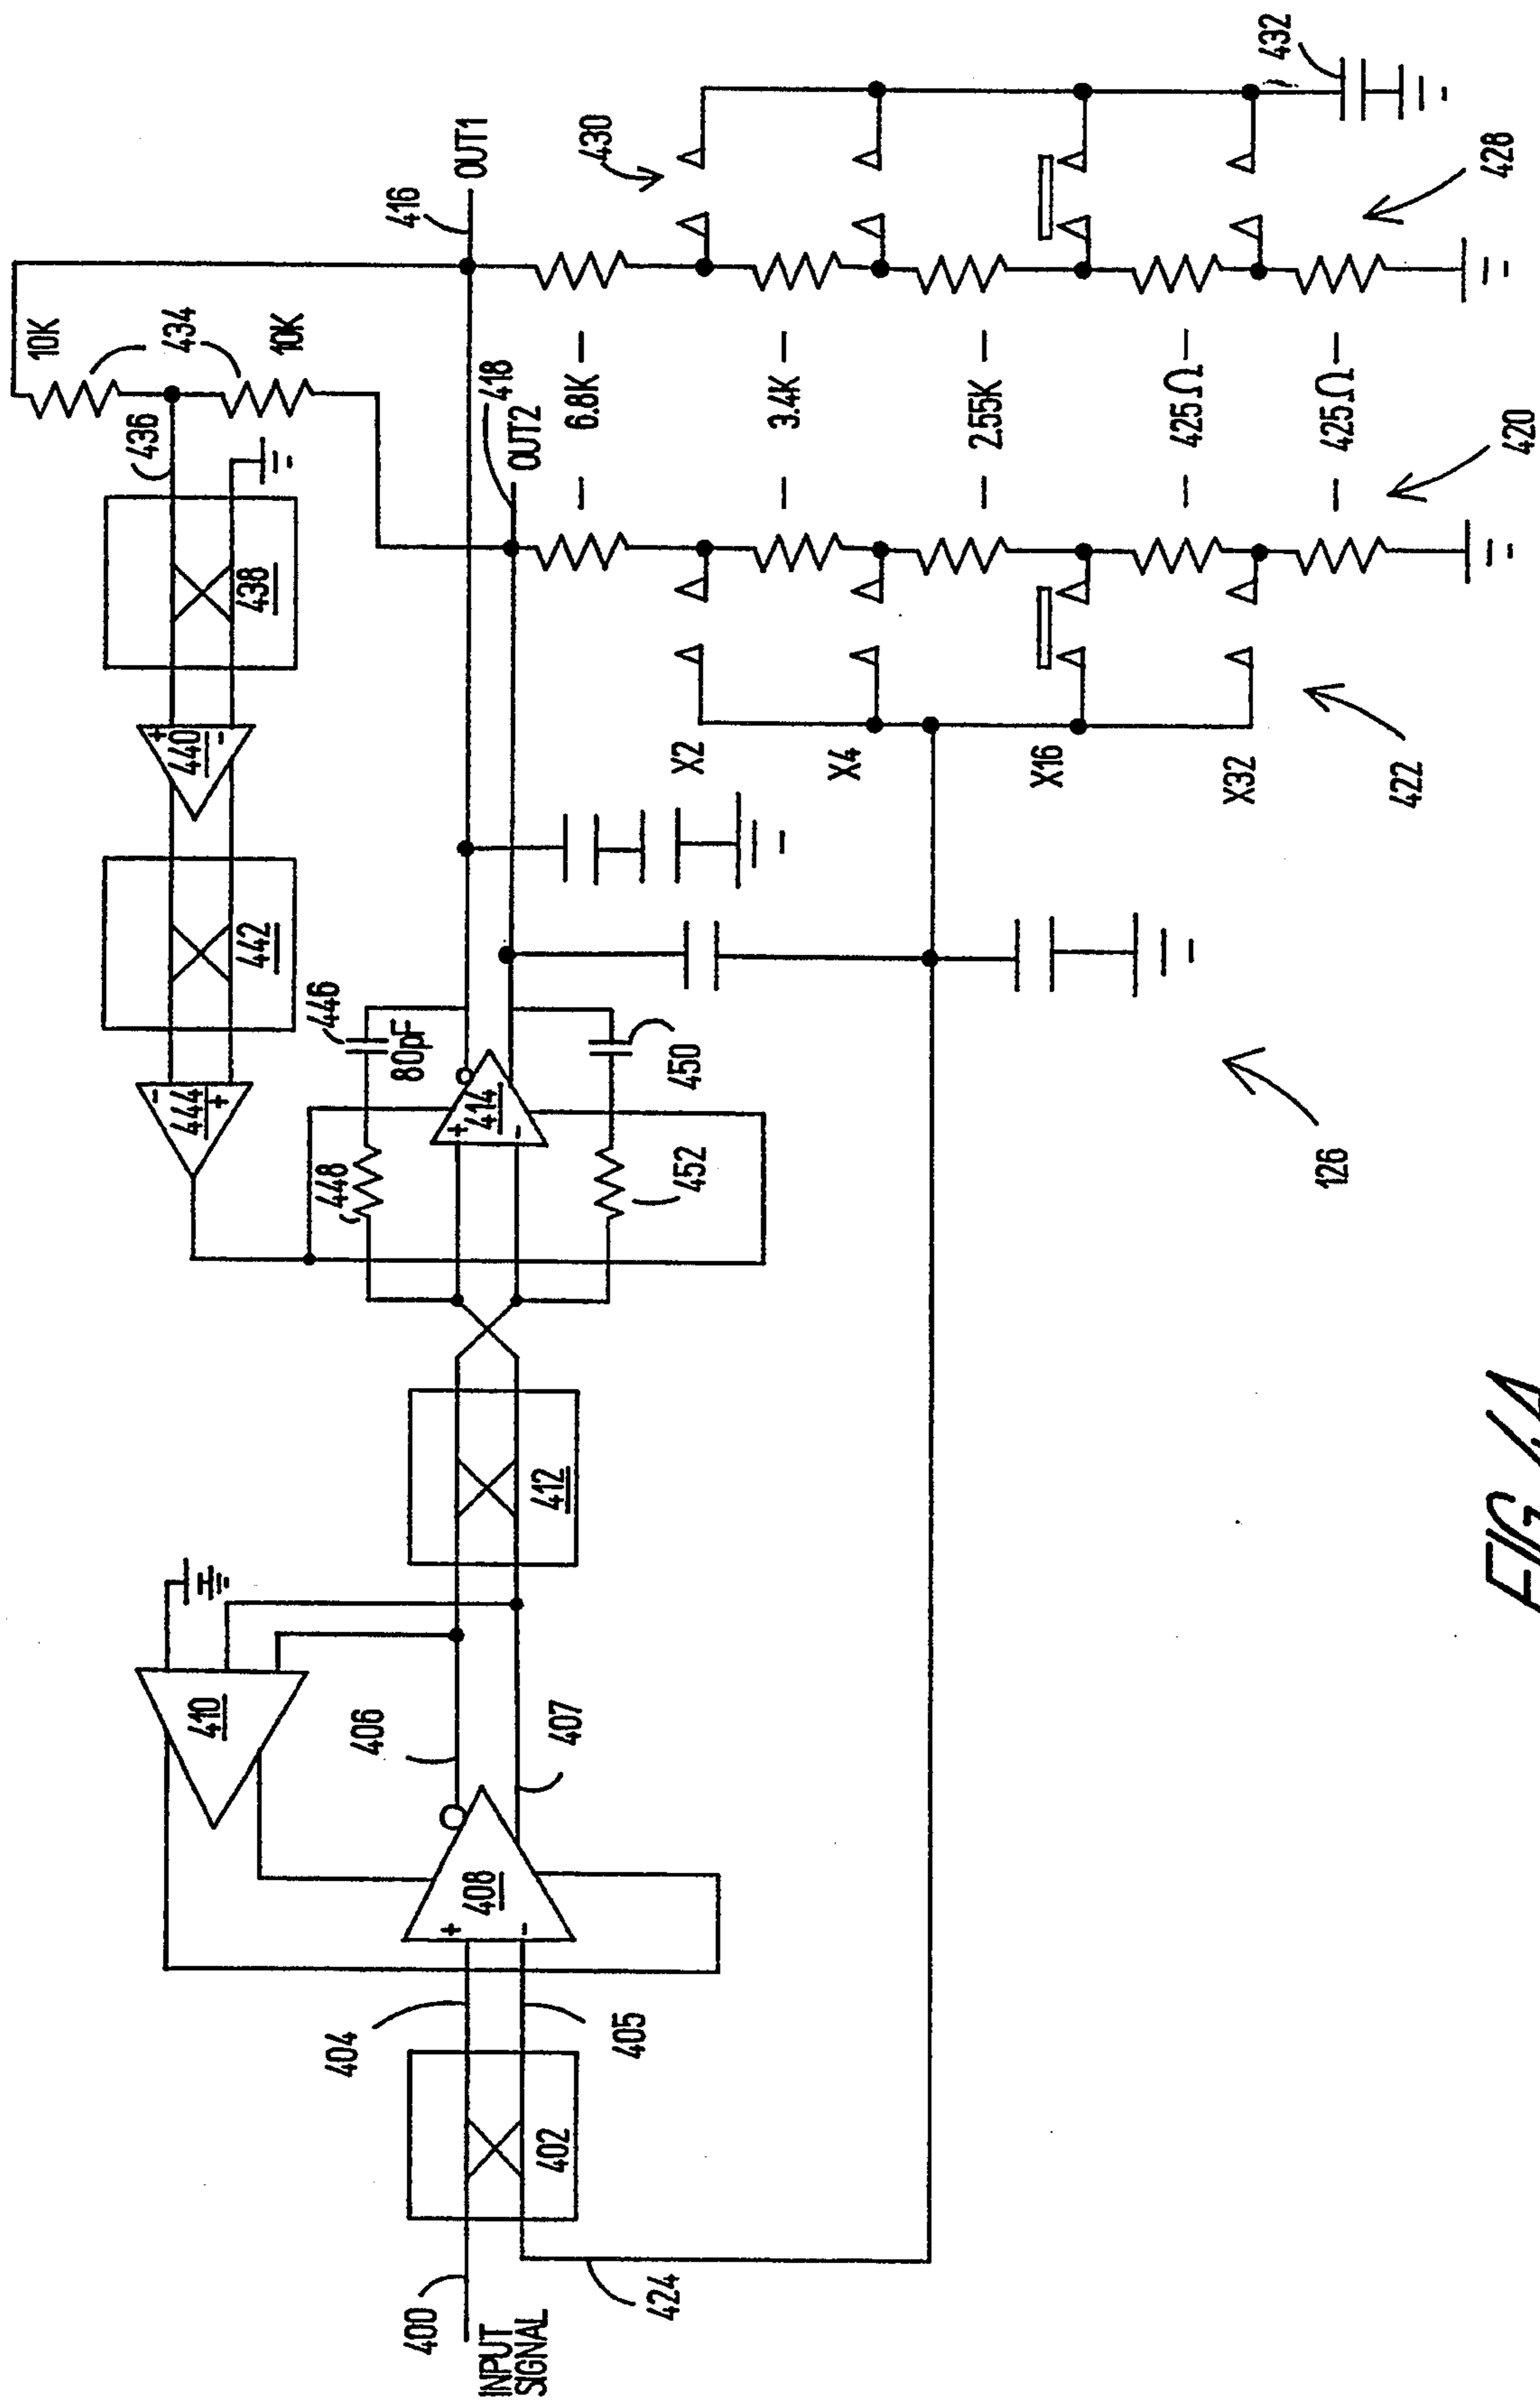 10K
434
10K
436
438
440
442
444
446
80pF
448
414
450
452
416
OUT1
418
OUT2
430
432
6.8K
3.4K
2.55K
425Ω
425Ω
428
420
X2
X4
X16
X32
422
410
406
407
408
412
404
405
402
400
INPUT
SIGNAL
424
126
+
-
+
-
+
-
-
+
FIG. 4A